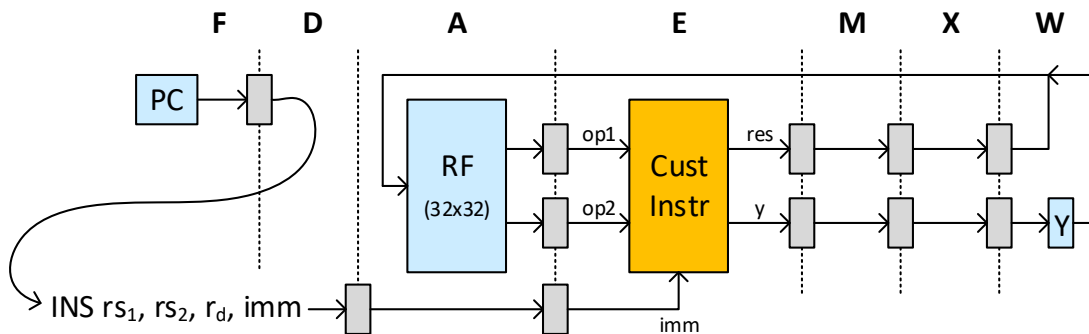 F D A E M X W
PC
RF
(32x32)
op1
op2
Cust
Instr
res
y
Y
INS rs1, rs2, rd, imm
imm